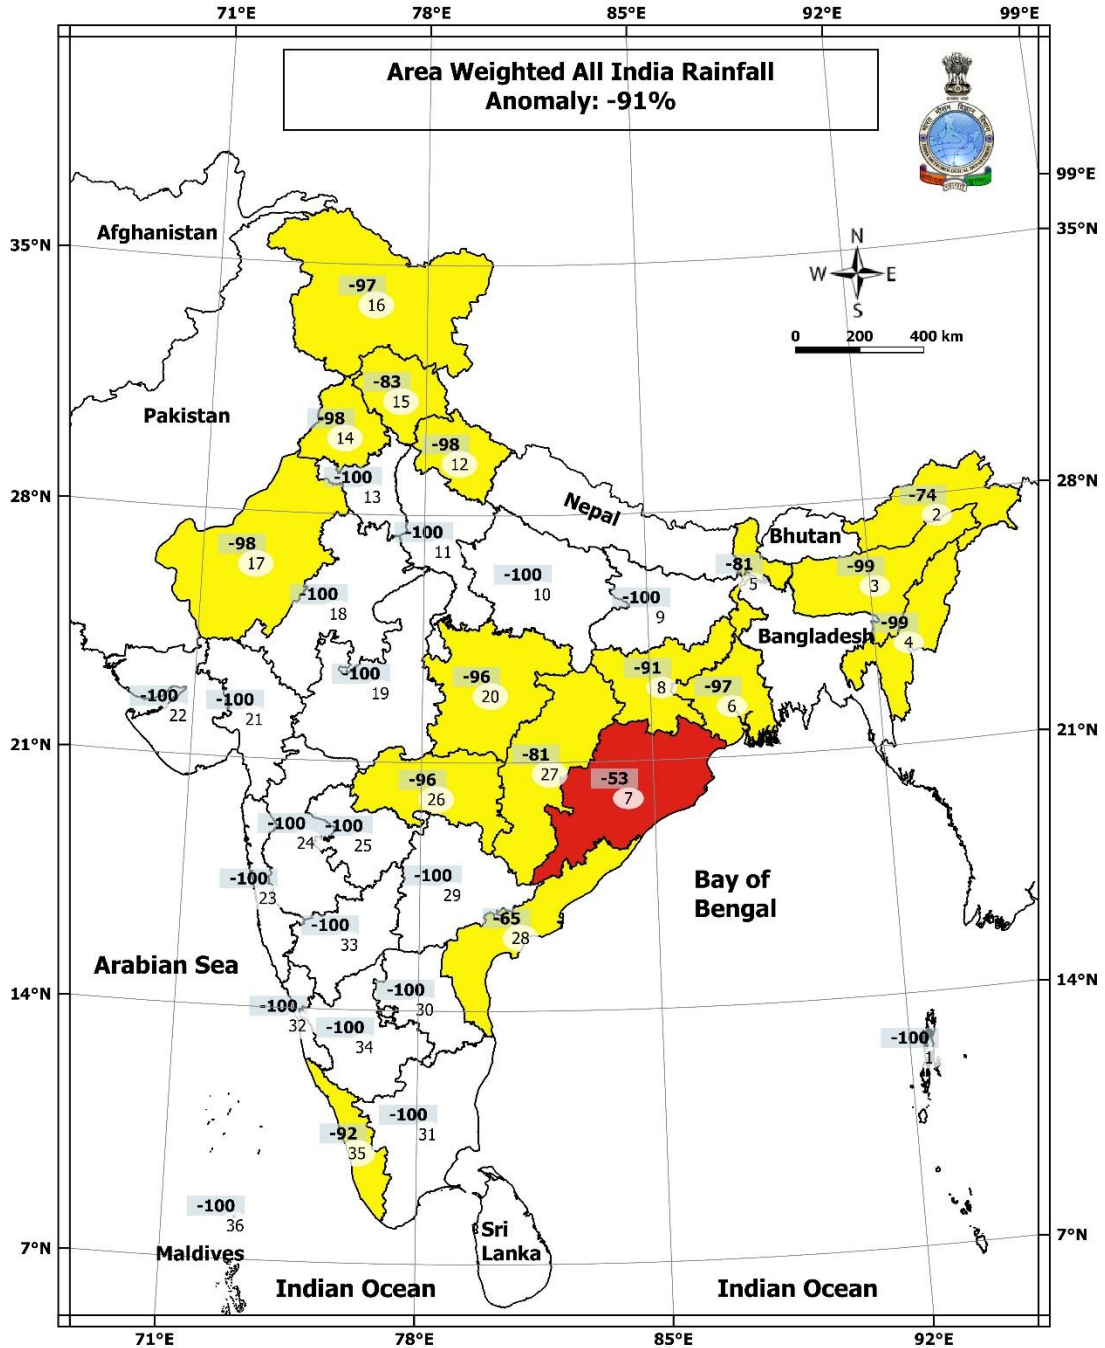 71°E 78°E 85°E 92°E 99°E
Area Weighted All India Rainfall
Anomaly: -91%
99°E
Afghanistan
35°N
35°N
N
W E
S
-97
16
0 200 400 km
-83
15
Pakistan
-98
14
-98
12
-100
13
28°N
28°N
Nepal
-74
2
Bhutan
-100
11
-98
17
-81
5
-99
3
-100
10
-100
18
-100
9
Bangladesh
-99
4
-91
8
-100
19
-96
20
-97
6
-100
22
-100
21
21°N
21°N
-81
27
-96
26
-53
7
-100
24
-100
25
-100
23
-100
29
Bay of
Bengal
-65
28
-100
33
Arabian Sea
14°N
14°N
-100
30
-100
32
-100
34
-100
1
-100
31
-92
35
-100
36
Sri
Lanka
7°N
7°N
Maldives
Indian Ocean
Indian Ocean
71°E 78°E 85°E 92°E